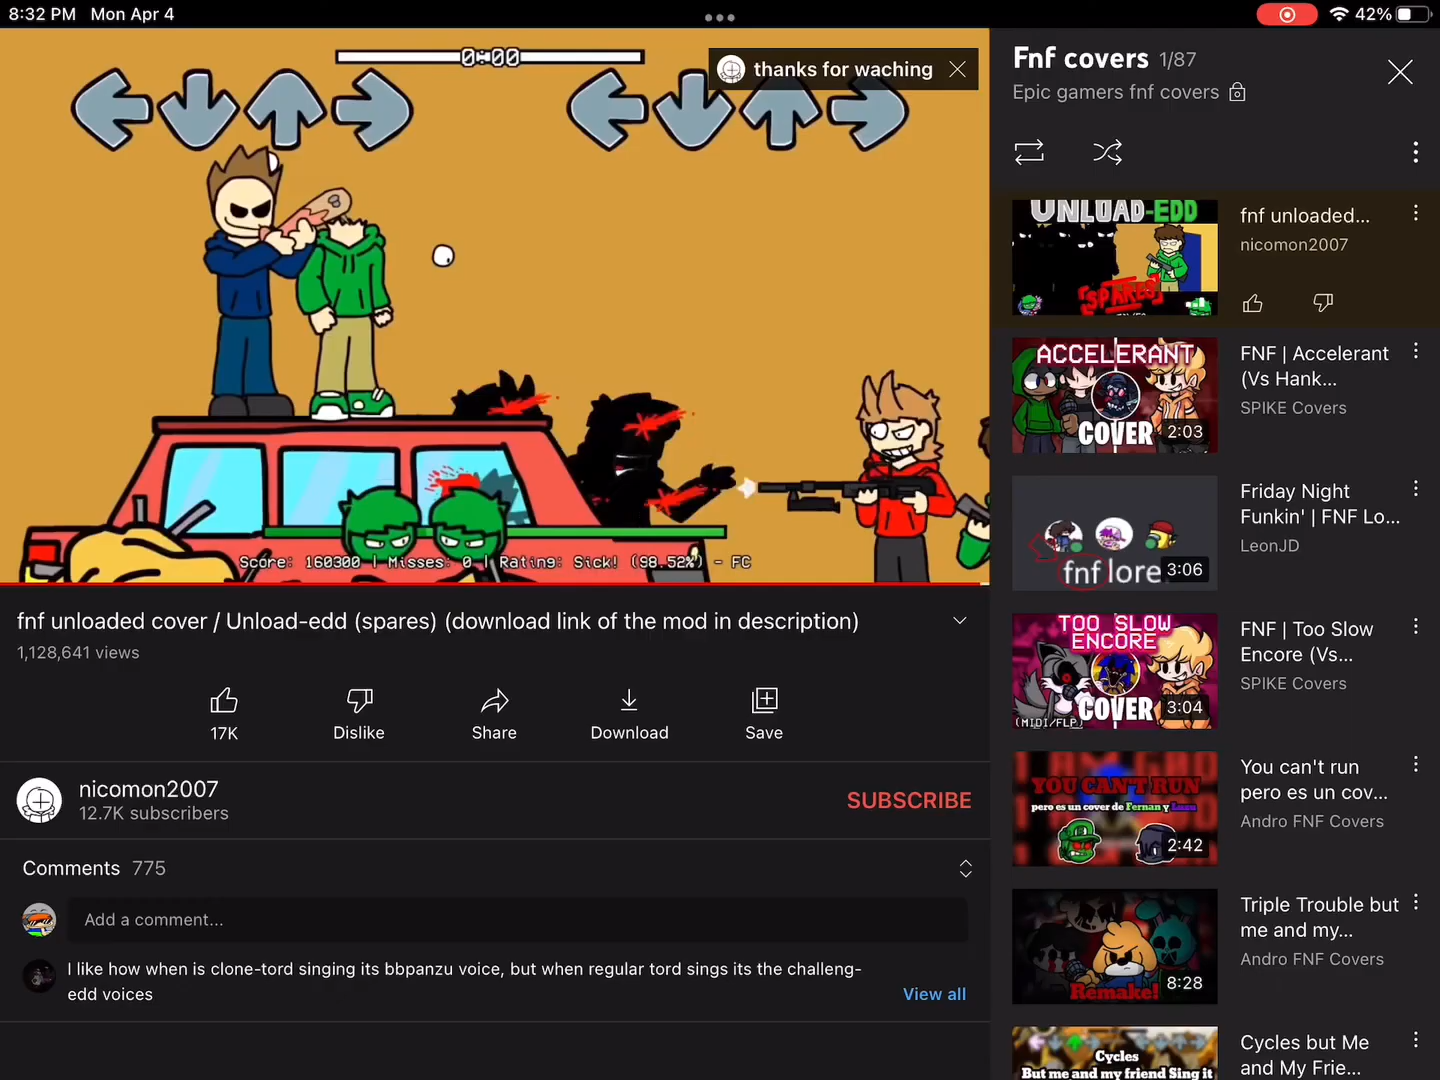 8:32 PM Mon Apr 4
42%
0:00
thanks for waching
Score: 160300 | Misses: 0 | Rating: Sick! (98.52%) - FC
fnf unloaded cover / Unload-edd (spares) (download link of the mod in description)
1,128,641 views
17K
Dislike
Share
Download
Save
nicomon2007
12.7K subscribers
SUBSCRIBE
Comments 775
Add a comment...
I like how when is clone-tord singing its bbpanzu voice, but when regular tord sings its the challeng-
edd voices
View all
Fnf covers 1/87
Epic gamers fnf covers
UNLOAD-EDD
[SPARES]
fnf unloaded...
nicomon2007
ACCELERANT
COVER
2:03
FNF | Accelerant
(Vs Hank...
SPIKE Covers
fnf lore
3:06
Friday Night
Funkin' | FNF Lo...
LeonJD
TOO SLOW
ENCORE
COVER
(MIDI/FLP)
3:04
FNF | Too Slow
Encore (Vs...
SPIKE Covers
YOU CAN'T RUN
pero es un cover de Fernan y Luzu
2:42
You can't run
pero es un cov...
Andro FNF Covers
Remake!
8:28
Triple Trouble but
me and my...
Andro FNF Covers
Cycles
But me and my friend Sing it
Cycles but Me
and My Frie...